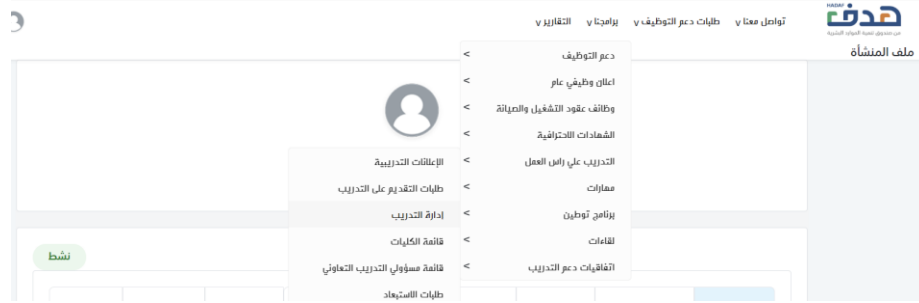 HADAF
هدف
من صندوق تنمية الموارد البشرية
تواصل معنا v طلبات دعم التوظيف v برامجنا v التقارير v
ملف المنشأة
دعم التوظيف <
اعلان وظيفي عام <
وظائف عقود التشغيل والصيانة <
الشهادات الاحترافية <
التدريب علي راس العمل <
مهارات <
برنامج توطين <
لقاءات <
اتفاقيات دعم التدريب <
الإعلانات التدريبية
طلبات التقديم على التدريب
إدارة التدريب
قائمة الكليات
قائمة مسؤولي التدريب التعاوني
طلبات الاستبعاد
نشط